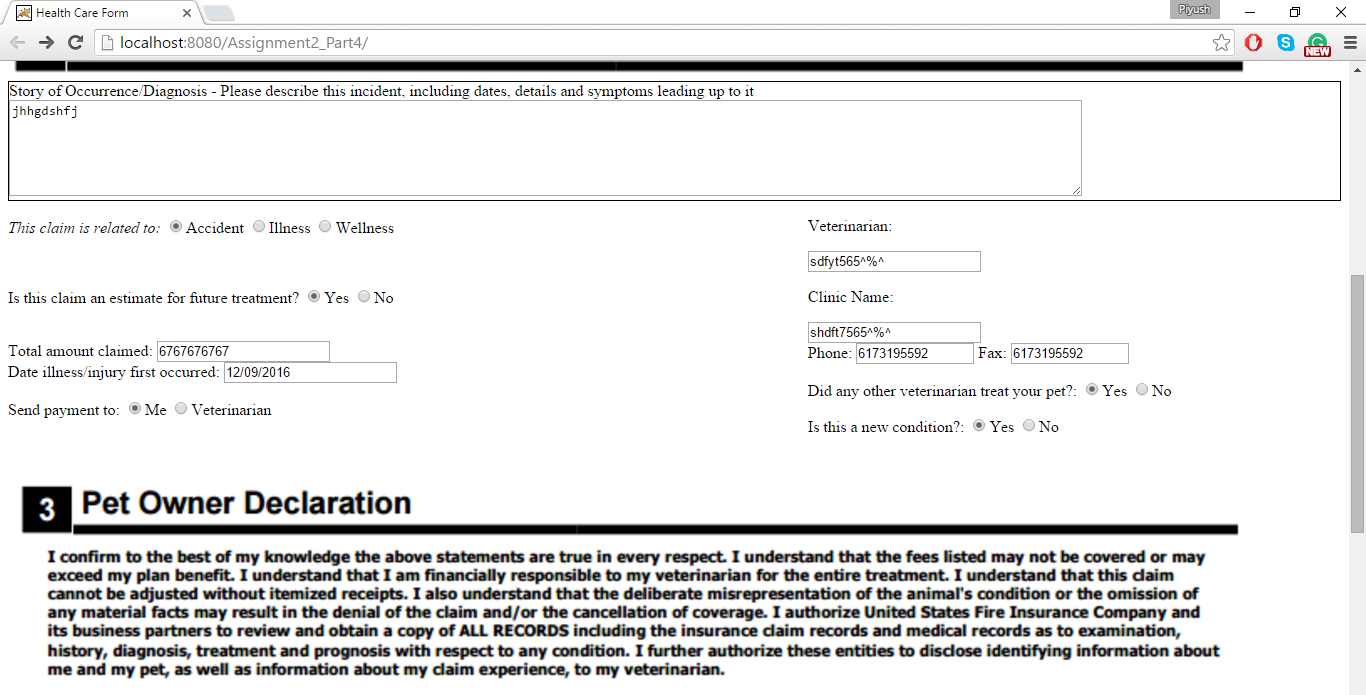 Health Care Form
Piyush
localhost:8080/Assignment2_Part4/
NEW
Story of Occurrence/Diagnosis - Please describe this incident, including dates, details and symptoms leading up to it
jhhgdshfj
This claim is related to: Accident Illness Wellness
Is this claim an estimate for future treatment? Yes No
Total amount claimed: 6767676767
Date illness/injury first occurred: 12/09/2016
Send payment to: Me Veterinarian
Veterinarian:
sdfyt565^%^
Clinic Name:
shdft7565^%^
Phone: 6173195592 Fax: 6173195592
Did any other veterinarian treat your pet?: Yes No
Is this a new condition?: Yes No
3 Pet Owner Declaration
I confirm to the best of my knowledge the above statements are true in every respect. I understand that the fees listed may not be covered or may
exceed my plan benefit. I understand that I am financially responsible to my veterinarian for the entire treatment. I understand that this claim
cannot be adjusted without itemized receipts. I also understand that the deliberate misrepresentation of the animal's condition or the omission of
any material facts may result in the denial of the claim and/or the cancellation of coverage. I authorize United States Fire Insurance Company and
its business partners to review and obtain a copy of ALL RECORDS including the insurance claim records and medical records as to examination,
history, diagnosis, treatment and prognosis with respect to any condition. I further authorize these entities to disclose identifying information about
me and my pet, as well as information about my claim experience, to my veterinarian.